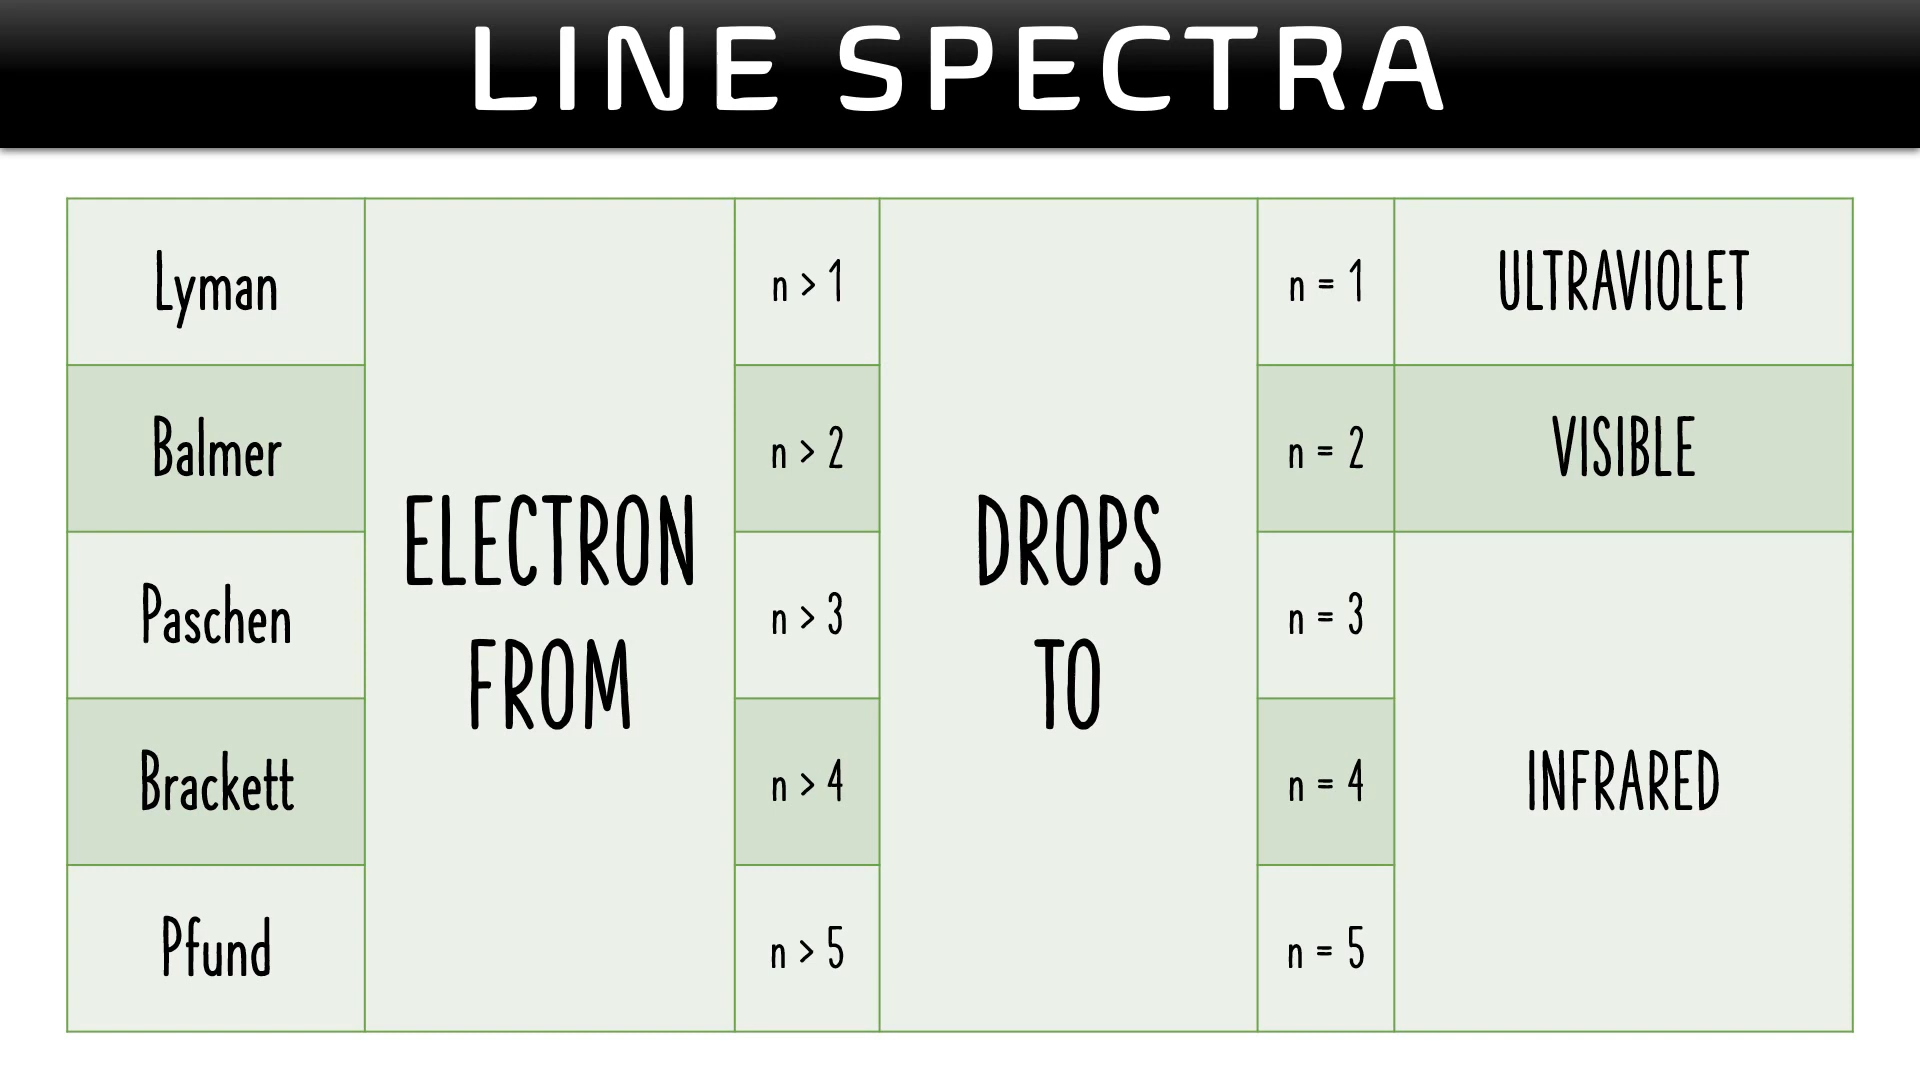 LINE SPECTRA
Lyman
n > 1
n = 1
ULTRAVIOLET
Balmer
n > 2
n = 2
VISIBLE
ELECTRON
FROM
DROPS
TO
Paschen
n > 3
n = 3
Brackett
n > 4
n = 4
INFRARED
Pfund
n > 5
n = 5